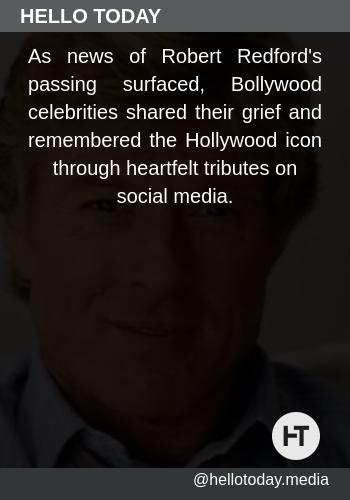 HELLO TODAY
As news of Robert Redford's
passing surfaced, Bollywood
celebrities shared their grief and
remembered the Hollywood icon
through heartfelt tributes on
social media.
HT
@hellotoday.media